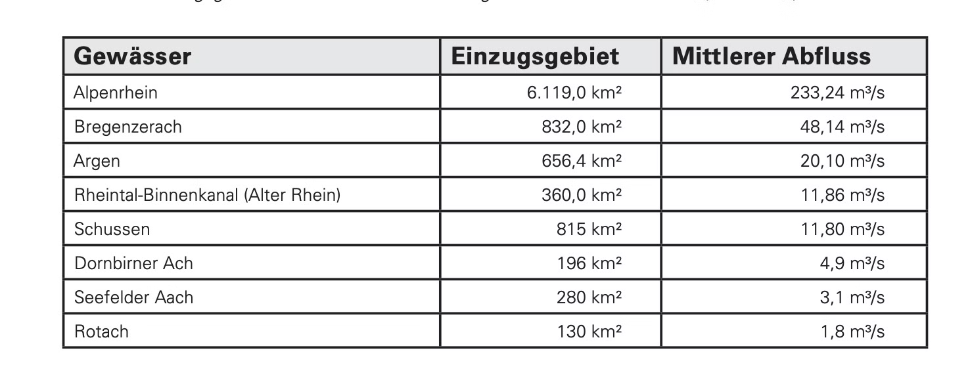 Gewässer Einzugsgebiet Mittlerer Abfluss
Alpenrhein 6.119,0 km² 233,24 m³/s
Bregenzerach 832,0 km² 48,14 m³/s
Argen 656,4 km² 20,10 m³/s
Rheintal-Binnenkanal (Alter Rhein) 360,0 km² 11,86 m³/s
Schussen 815 km² 11,80 m³/s
Dornbirner Ach 196 km² 4,9 m³/s
Seefelder Aach 280 km² 3,1 m³/s
Rotach 130 km² 1,8 m³/s